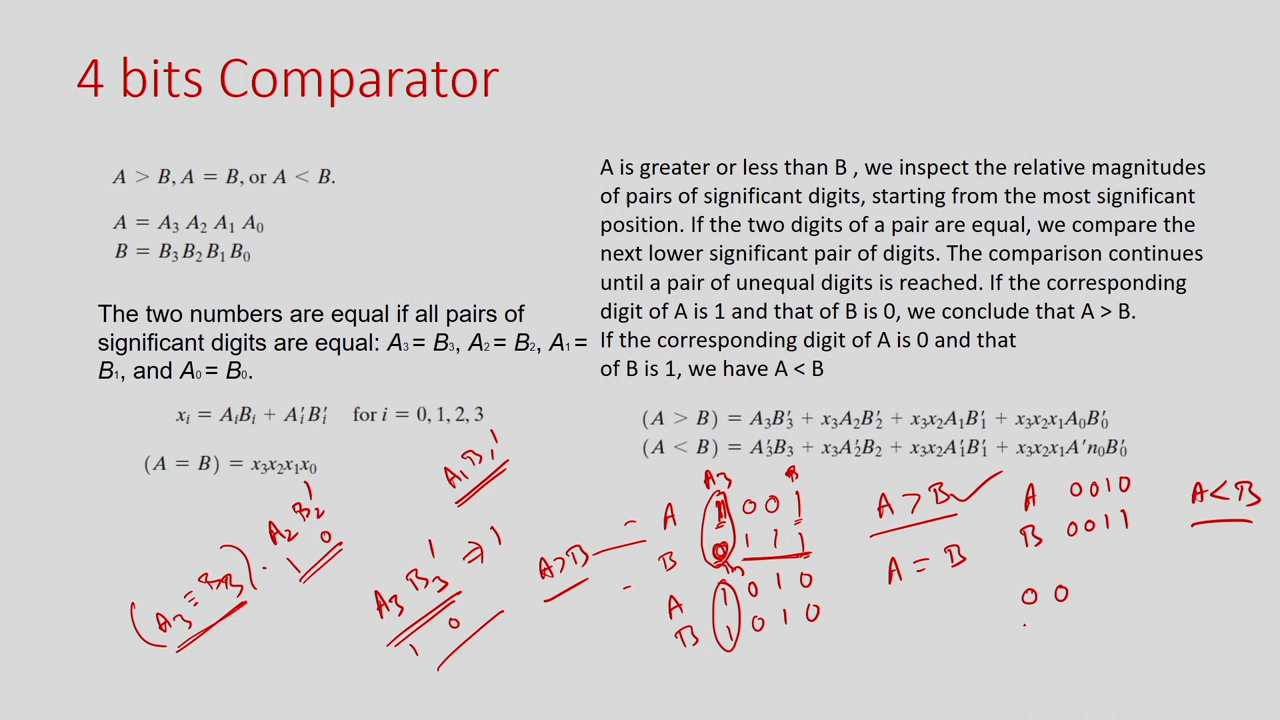 4 bits Comparator
A > B, A = B, or A < B.
A = A₃ A₂ A₁ A₀
B = B₃ B₂ B₁ B₀
The two numbers are equal if all pairs of
significant digits are equal: A₃ = B₃, A₂ = B₂, A₁ =
B₁, and A₀ = B₀.
xᵢ = AᵢBᵢ + A′ᵢB′ᵢ for i = 0, 1, 2, 3
(A = B) = x₃x₂x₁x₀
A is greater or less than B , we inspect the relative magnitudes
of pairs of significant digits, starting from the most significant
position. If the two digits of a pair are equal, we compare the
next lower significant pair of digits. The comparison continues
until a pair of unequal digits is reached. If the corresponding
digit of A is 1 and that of B is 0, we conclude that A > B.
If the corresponding digit of A is 0 and that
of B is 1, we have A < B
(A > B) = A₃B′₃ + x₃A₂B′₂ + x₃x₂A₁B′₁ + x₃x₂x₁A₀B′₀
(A < B) = A′₃B₃ + x₃A′₂B₂ + x₃x₂A′₁B′₁ + x₃x₂x₁A′n₀B′₀
A₁B₁′
(A₃ = B₃) . A₂ B₂′
1 0
A₃ B₃′ ⇒ 1
1 0
A>B
A₃ B
A 1 0 0 1
B 0 1 1 1
A 1 0 1 0
B 1 0 1 0
A > B ✓
A = B
A 0010
B 0011
A<B
0 0